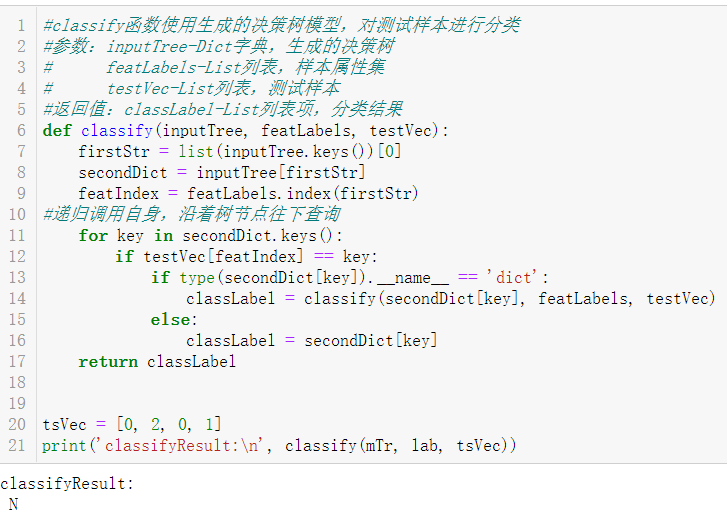 1 #classify函数使用生成的决策树模型，对测试样本进行分类
2 #参数：inputTree-Dict字典，生成的决策树
3 #      featLabels-List列表，样本属性集
4 #      testVec-List列表，测试样本
5 #返回值：classLabel-List列表项，分类结果
6 def classify(inputTree, featLabels, testVec):
7     firstStr = list(inputTree.keys())[0]
8     secondDict = inputTree[firstStr]
9     featIndex = featLabels.index(firstStr)
10 #递归调用自身，沿着树节点往下查询
11     for key in secondDict.keys():
12         if testVec[featIndex] == key:
13             if type(secondDict[key]).__name__ == 'dict':
14                 classLabel = classify(secondDict[key], featLabels, testVec)
15             else:
16                 classLabel = secondDict[key]
17     return classLabel
18
19
20 tsVec = [0, 2, 0, 1]
21 print('classifyResult:\n', classify(mTr, lab, tsVec))
classifyResult:
 N